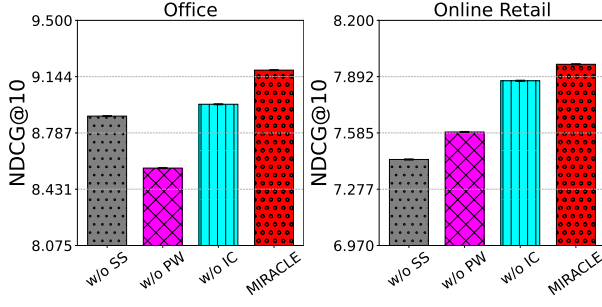 Office
NDCG@10
9.500
9.144
8.787
8.431
8.075
w/o SS
w/o PW
w/o IC
MIRACLE
Online Retail
NDCG@10
8.200
7.892
7.585
7.277
6.970
w/o SS
w/o PW
w/o IC
MIRACLE